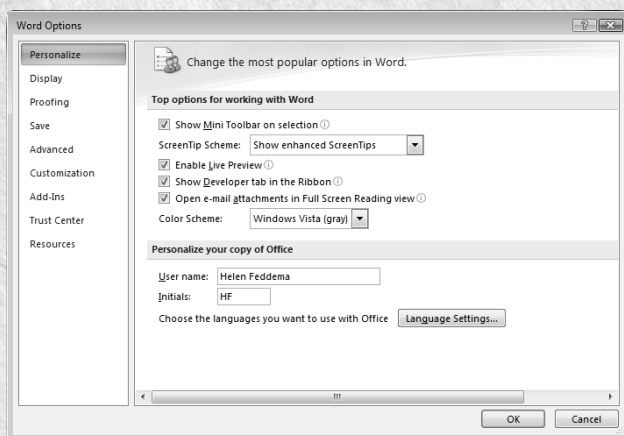 Word Options
Personalize
Display
Proofing
Save
Advanced
Customization
Add-Ins
Trust Center
Resources
Change the most popular options in Word.
Top options for working with Word
Show Mini Toolbar on selection
ScreenTip Scheme: Show enhanced ScreenTips
Enable Live Preview
Show Developer tab in the Ribbon
Open e-mail attachments in Full Screen Reading view
Color Scheme: Windows Vista (gray)
Personalize your copy of Office
User name: Helen Feddema
Initials: HF
Choose the languages you want to use with Office Language Settings...
OK Cancel